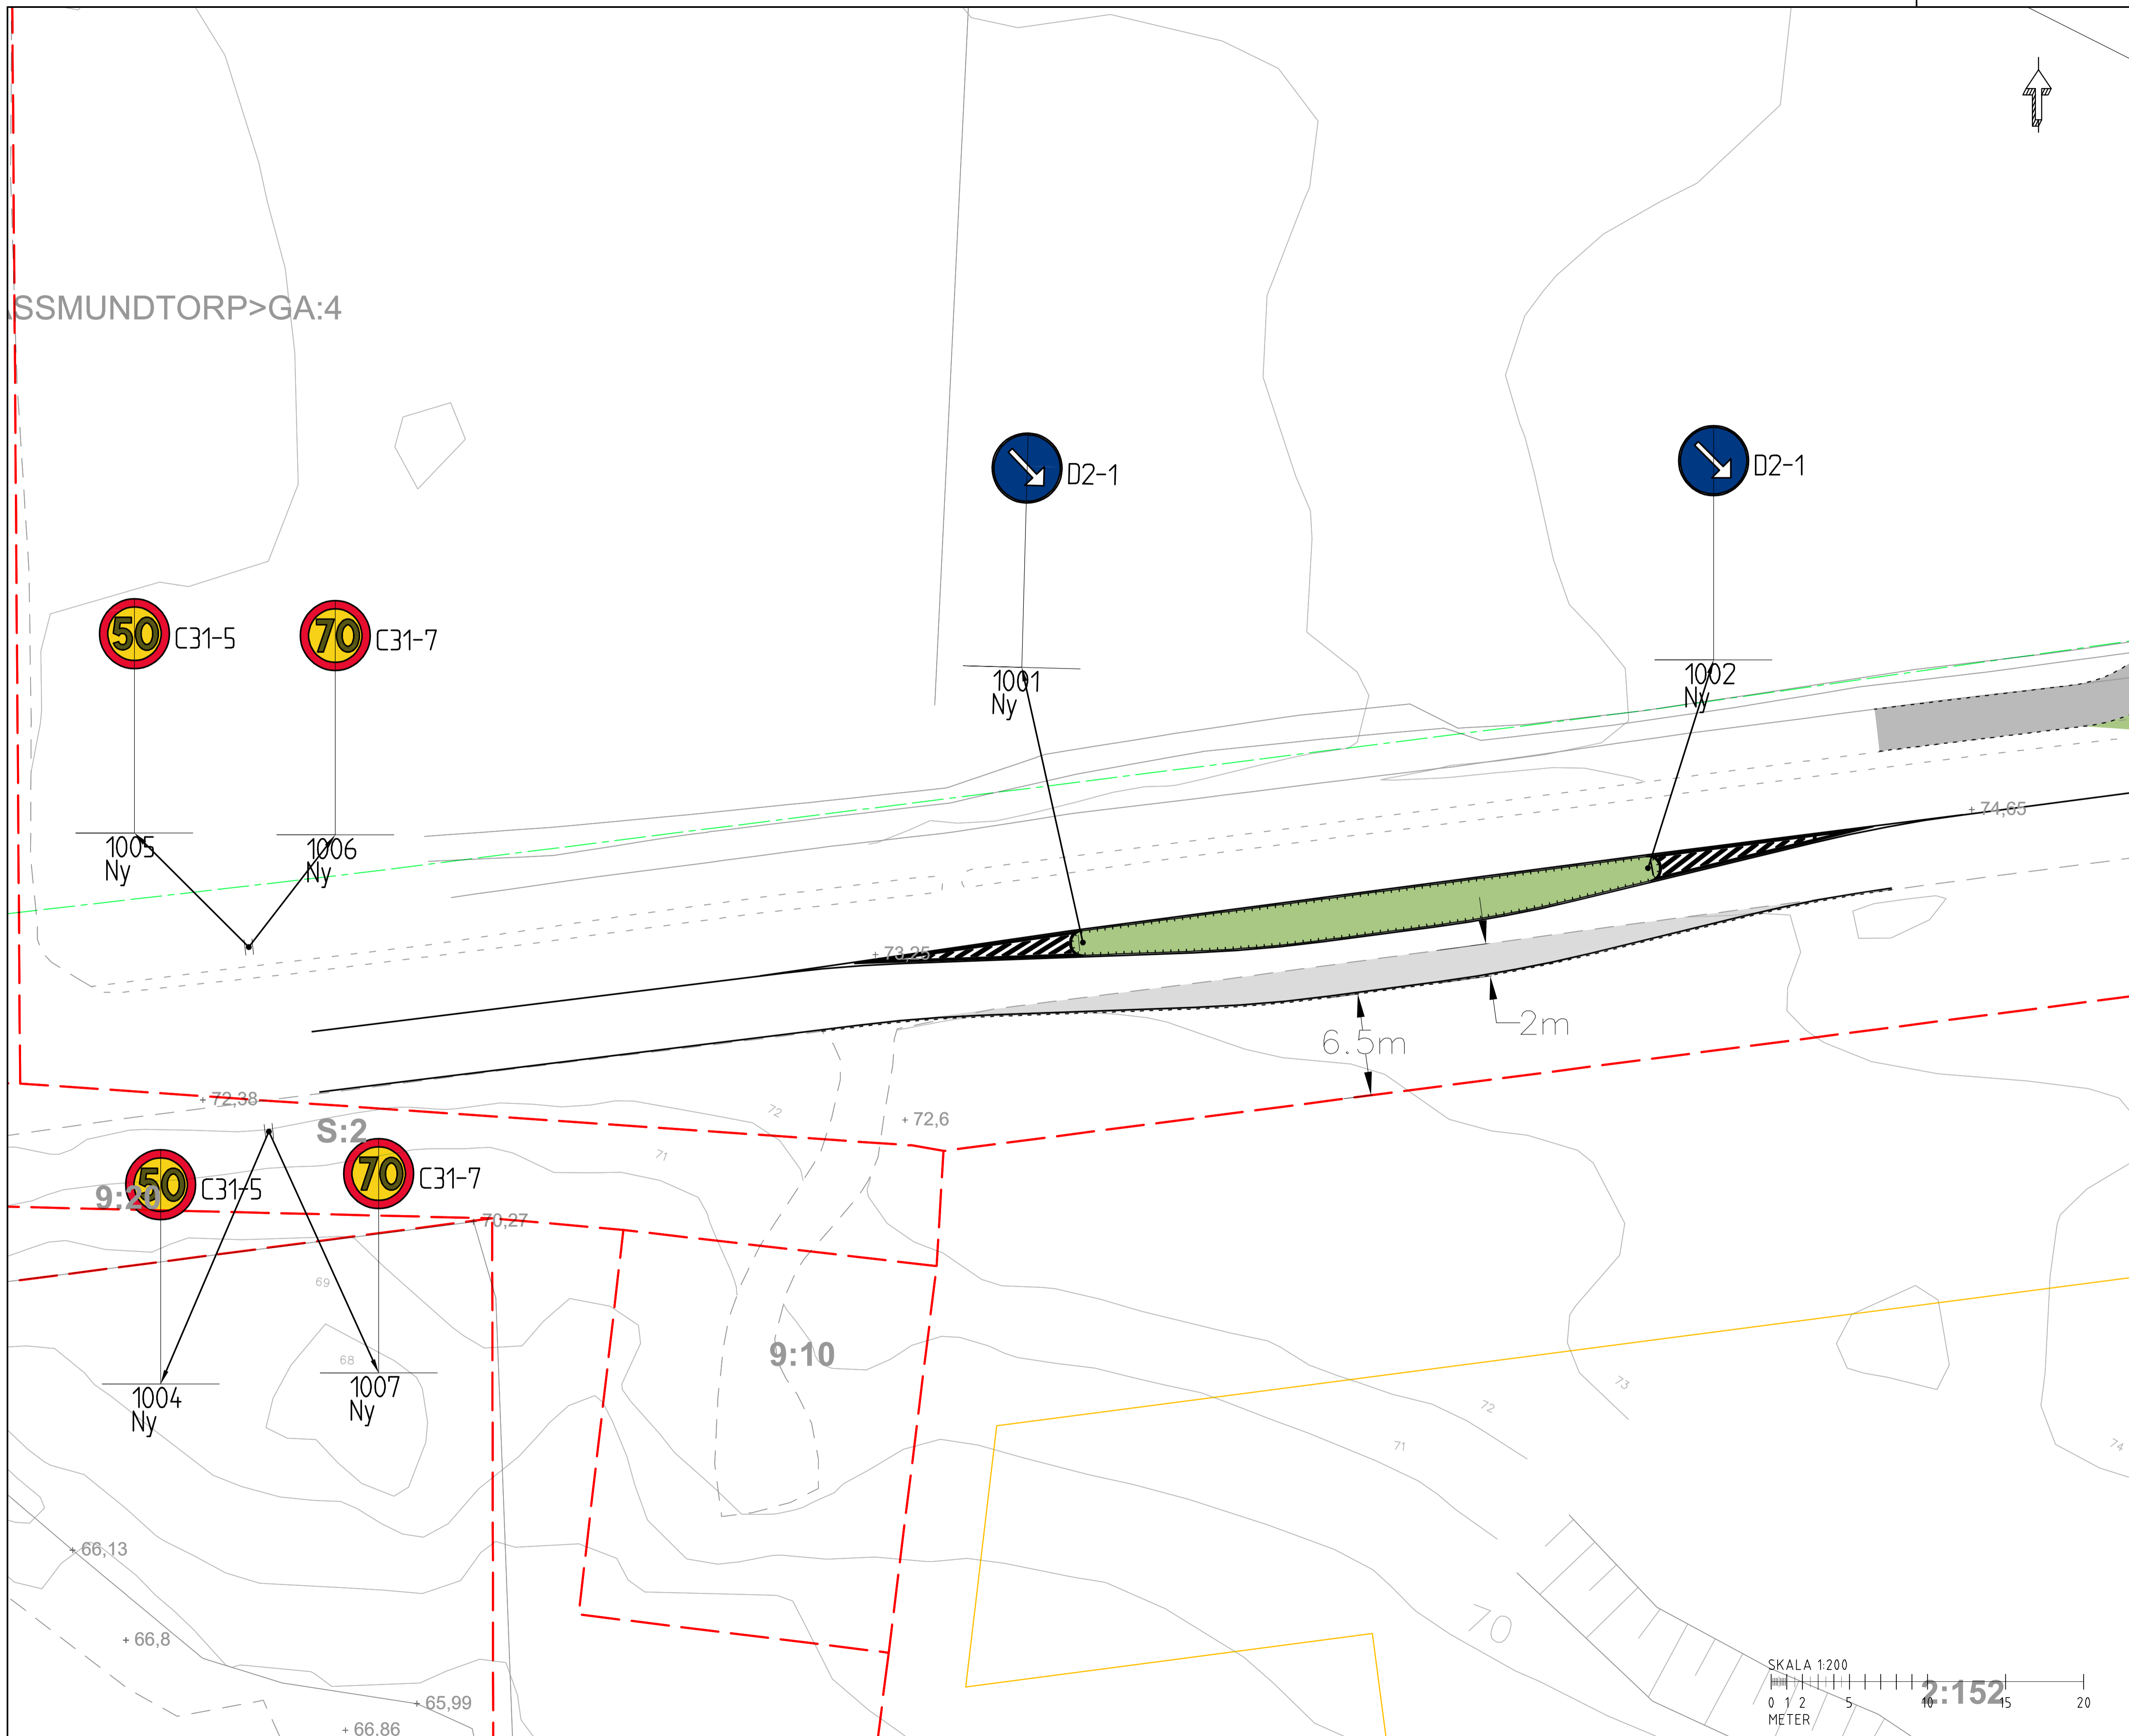 ASSMUNDTORP>GA:4
D2-1
D2-1
50
C31-5
70
C31-7
1001
Ny
1002
Ny
1005
Ny
1006
Ny
74,65
73,25
6.5m
2m
72,38
72
72,6
S:2
71
50
C31-5
70
C31-7
9:20
70,27
69
68
9:10
1004
Ny
1007
Ny
73
72
71
74
66,13
70
66,8
65,99
66,86
SKALA 1:200
0 1 2 5 10 15 20
METER
2:152